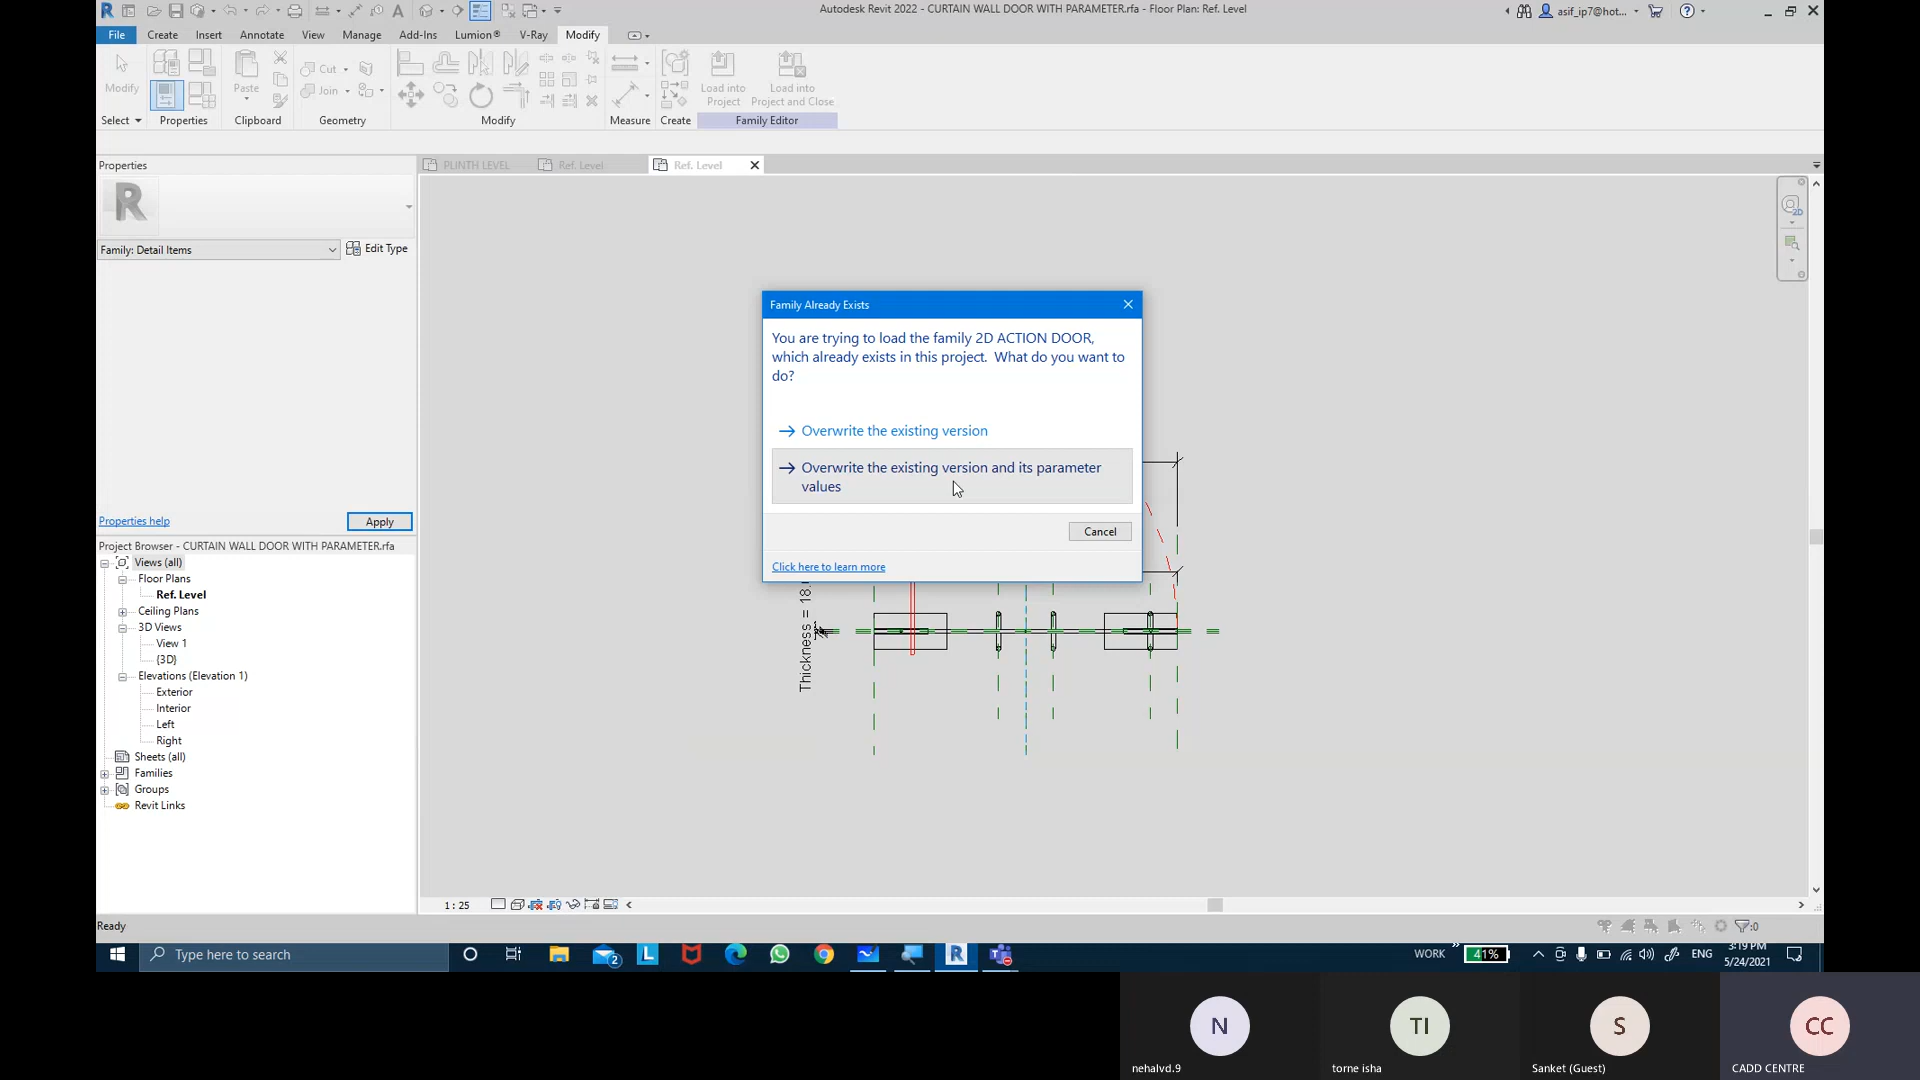 Autodesk Revit 2022 - CURTAIN WALL DOOR WITH PARAMETER.rfa - Floor Plan: Ref. Level
asif_ip7@hot...
File Create Insert Annotate View Manage Add-Ins Lumion® V-Ray Modify
Modify
Paste
Cut
Join
Load into
Project
Load into
Project and Close
Select Properties Clipboard Geometry Modify Measure Create Family Editor
Properties
PLINTH LEVEL
Ref. Level
Ref. Level
R
2D
Family: Detail Items
Edit Type
Family Already Exists
You are trying to load the family 2D ACTION DOOR,
which already exists in this project. What do you want to
do?
Overwrite the existing version
Overwrite the existing version and its parameter
values
Cancel
Click here to learn more
Properties help
Apply
Thickness = 18.
Project Browser - CURTAIN WALL DOOR WITH PARAMETER.rfa
Views (all)
Floor Plans
Ref. Level
Ceiling Plans
3D Views
View 1
{3D}
Elevations (Elevation 1)
Exterior
Interior
Left
Right
Sheets (all)
Families
Groups
Revit Links
1 : 25
Ready
:0
Type here to search
2
L
R
WORK
41%
ENG
3:19 PM
5/24/2021
N
TI
S
CC
nehalvd.9
torne isha
Sanket (Guest)
CADD CENTRE